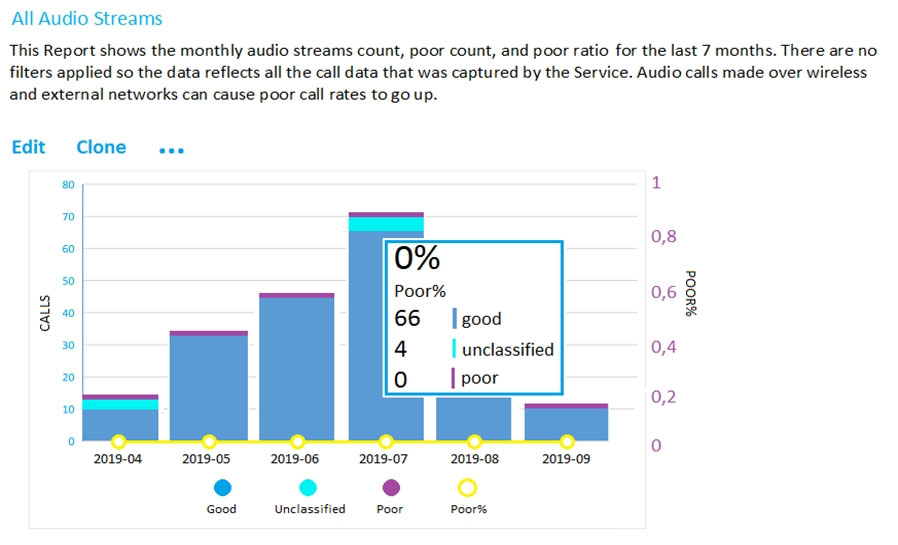 All Audio Streams
This Report shows the monthly audio streams count, poor count, and poor ratio for the last 7 months. There are no
filters applied so the data reflects all the call data that was captured by the Service. Audio calls made over wireless
and external networks can cause poor call rates to go up.
Edit Clone ...
80
70
60
50
40
30
20
10
0
CALLS
0%
Poor%
66 good
4 unclassified
0 poor
1
0,8
0,6
0,4
0,2
0
POOR%
2019-04 2019-05 2019-06 2019-07 2019-08 2019-09
Good Unclassified Poor Poor%